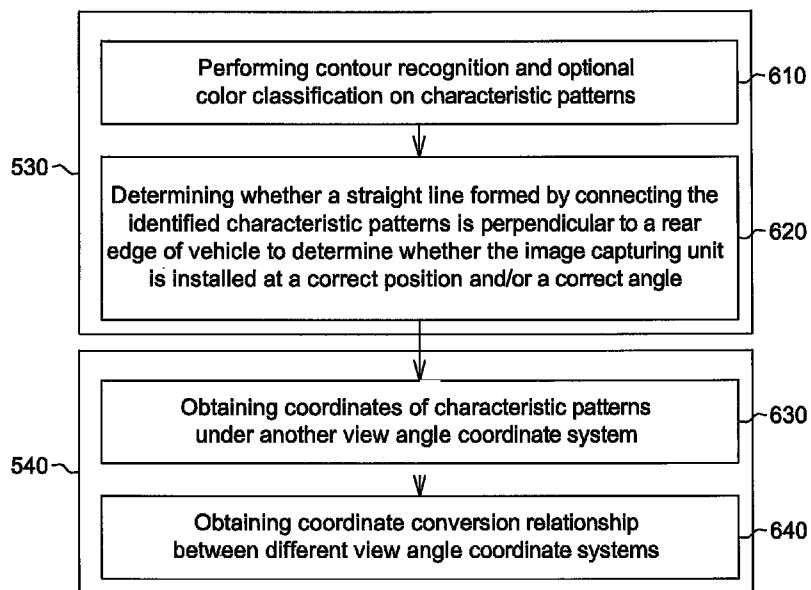 Performing contour recognition and optional
color classification on characteristic patterns
610
530
Determining whether a straight line formed by connecting the
identified characteristic patterns is perpendicular to a rear
edge of vehicle to determine whether the image capturing unit
is installed at a correct position and/or a correct angle
620
Obtaining coordinates of characteristic patterns
under another view angle coordinate system
630
540
Obtaining coordinate conversion relationship
between different view angle coordinate systems
640